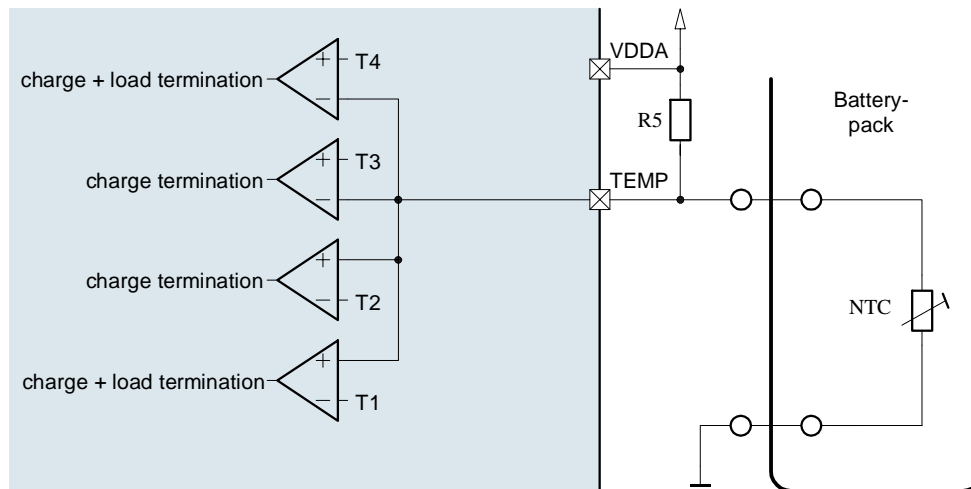 charge + load termination
+
−
T4
VDDA
R5
Battery-
pack
charge termination
+
−
T3
TEMP
charge termination
+
−
T2
NTC
charge + load termination
+
−
T1